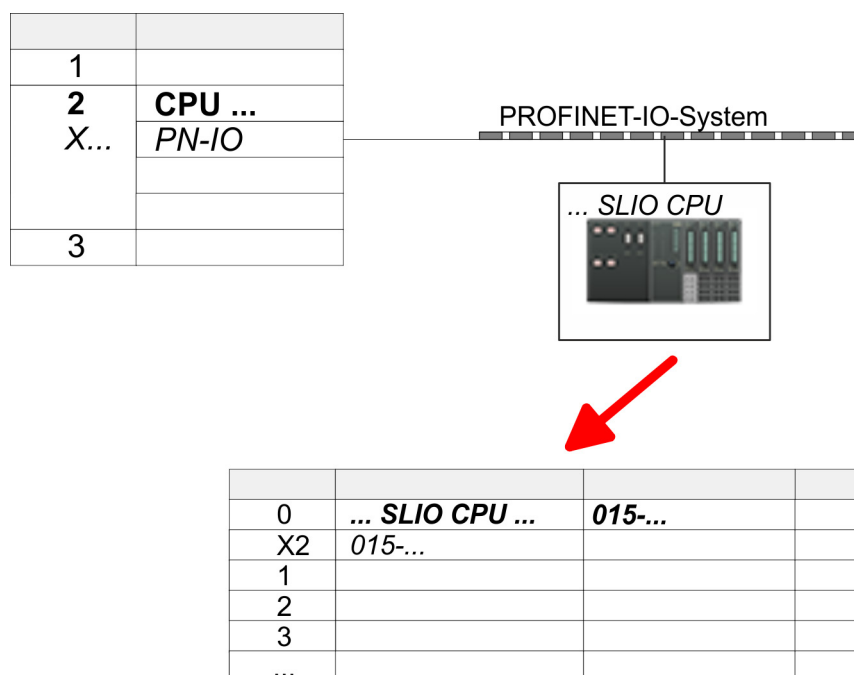 1
2 CPU ...
X... PN-IO
3
PROFINET-IO-System
... SLIO CPU
0 ... SLIO CPU ... 015-...
X2 015-...
1
2
3
...